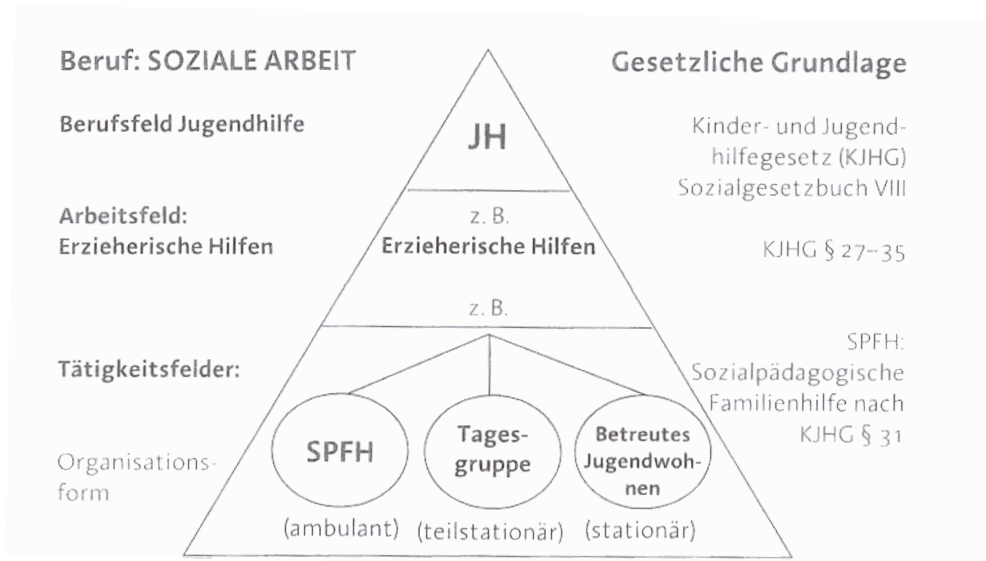 Beruf: SOZIALE ARBEIT
Gesetzliche Grundlage
Berufsfeld Jugendhilfe
JH
Kinder- und Jugend-
hilfegesetz (KJHG)
Sozialgesetzbuch VIII
Arbeitsfeld:
Erzieherische Hilfen
z. B.
Erzieherische Hilfen
KJHG § 27–35
z. B.
Tätigkeitsfelder:
SPFH:
Sozialpädagogische
Familienhilfe nach
KJHG § 31
Organisations-
form
SPFH
(ambulant)
Tages-
gruppe
(teilstationär)
Betreutes
Jugendwoh-
nen
(stationär)